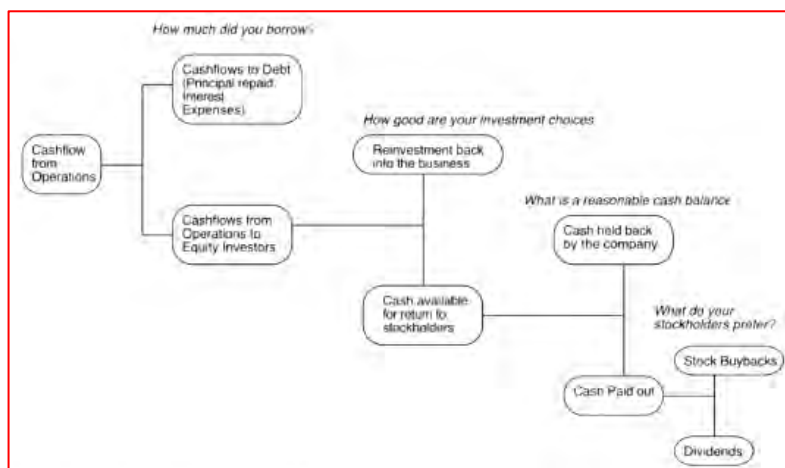 How much did you borrow?
Cashflows to Debt
(Principal repaid,
Interest
Expenses)
How good are your investment choices
Cashflow
from
Operations
Reinvestment back
into the business
What is a reasonable cash balance
Cashflows from
Operations to
Equity Investors
Cash held back
by the company
Cash available
for return to
stockholders
What do your
stockholders prefer?
Stock Buybacks
Cash Paid out
Dividends